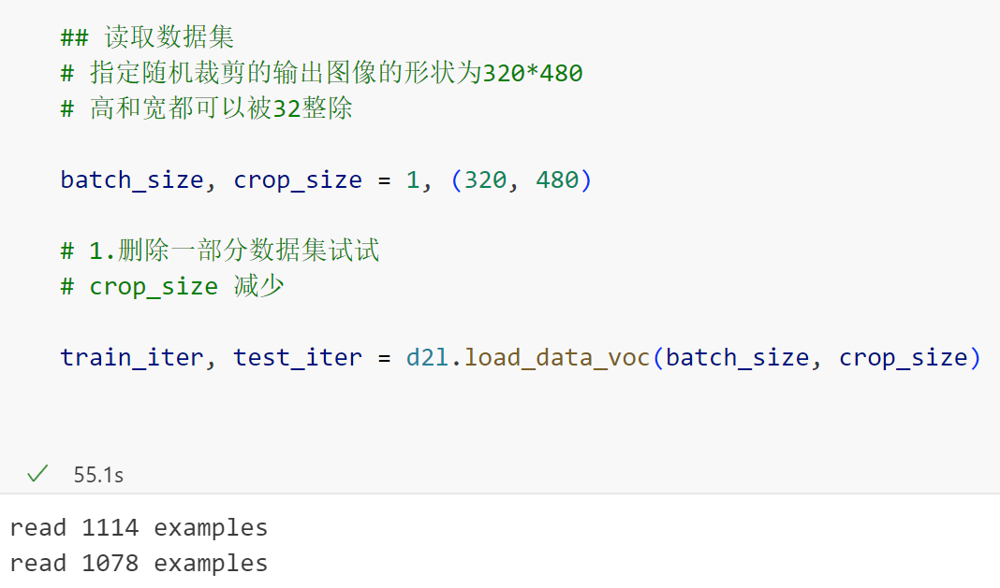 ## 读取数据集
# 指定随机裁剪的输出图像的形状为320*480
# 高和宽都可以被32整除
batch_size, crop_size = 1, (320, 480)
# 1.删除一部分数据集试试
# crop_size 减少
train_iter, test_iter = d2l.load_data_voc(batch_size, crop_size)
55.1s
read 1114 examples
read 1078 examples